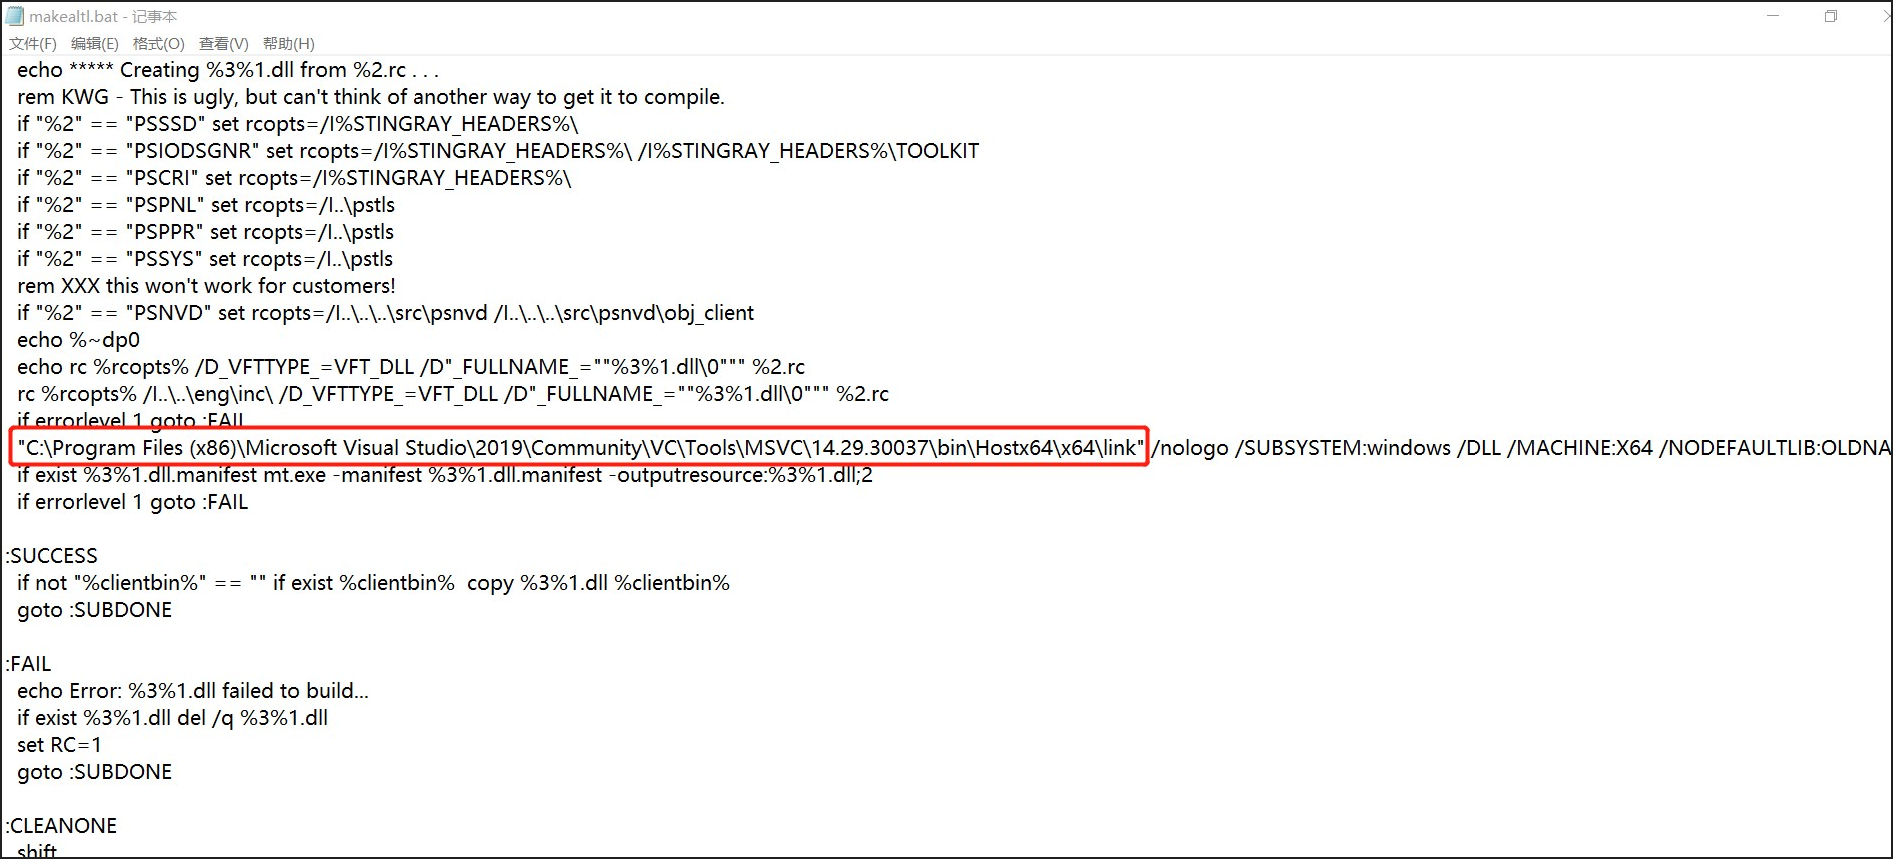 makealtl.bat - 记事本
文件(F) 编辑(E) 格式(O) 查看(V) 帮助(H)
echo ***** Creating %3%1.dll from %2.rc . . .
rem KWG - This is ugly, but can't think of another way to get it to compile.
if "%2" == "PSSSD" set rcopts=/I%STINGRAY_HEADERS%\
if "%2" == "PSIODSGNR" set rcopts=/I%STINGRAY_HEADERS%\ /I%STINGRAY_HEADERS%\TOOLKIT
if "%2" == "PSCRI" set rcopts=/I%STINGRAY_HEADERS%\
if "%2" == "PSPNL" set rcopts=/I..\pstls
if "%2" == "PSPPR" set rcopts=/I..\pstls
if "%2" == "PSSYS" set rcopts=/I..\pstls
rem XXX this won't work for customers!
if "%2" == "PSNVD" set rcopts=/I..\..\..\src\psnvd /I..\..\..\src\psnvd\obj_client
echo %~dp0
echo rc %rcopts% /D_VFTTYPE_=VFT_DLL /D"_FULLNAME_=""%3%1.dll\0""" %2.rc
rc %rcopts% /I..\..\eng\inc\ /D_VFTTYPE_=VFT_DLL /D"_FULLNAME_=""%3%1.dll\0""" %2.rc
if errorlevel 1 goto :FAIL
"C:\Program Files (x86)\Microsoft Visual Studio\2019\Community\VC\Tools\MSVC\14.29.30037\bin\Hostx64\x64\link" /nologo /SUBSYSTEM:windows /DLL /MACHINE:X64 /NODEFAULTLIB:OLDNA
if exist %3%1.dll.manifest mt.exe -manifest %3%1.dll.manifest -outputresource:%3%1.dll;2
if errorlevel 1 goto :FAIL
:SUCCESS
if not "%clientbin%" == "" if exist %clientbin%  copy %3%1.dll %clientbin%
goto :SUBDONE
:FAIL
echo Error: %3%1.dll failed to build...
if exist %3%1.dll del /q %3%1.dll
set RC=1
goto :SUBDONE
:CLEANONE
shift